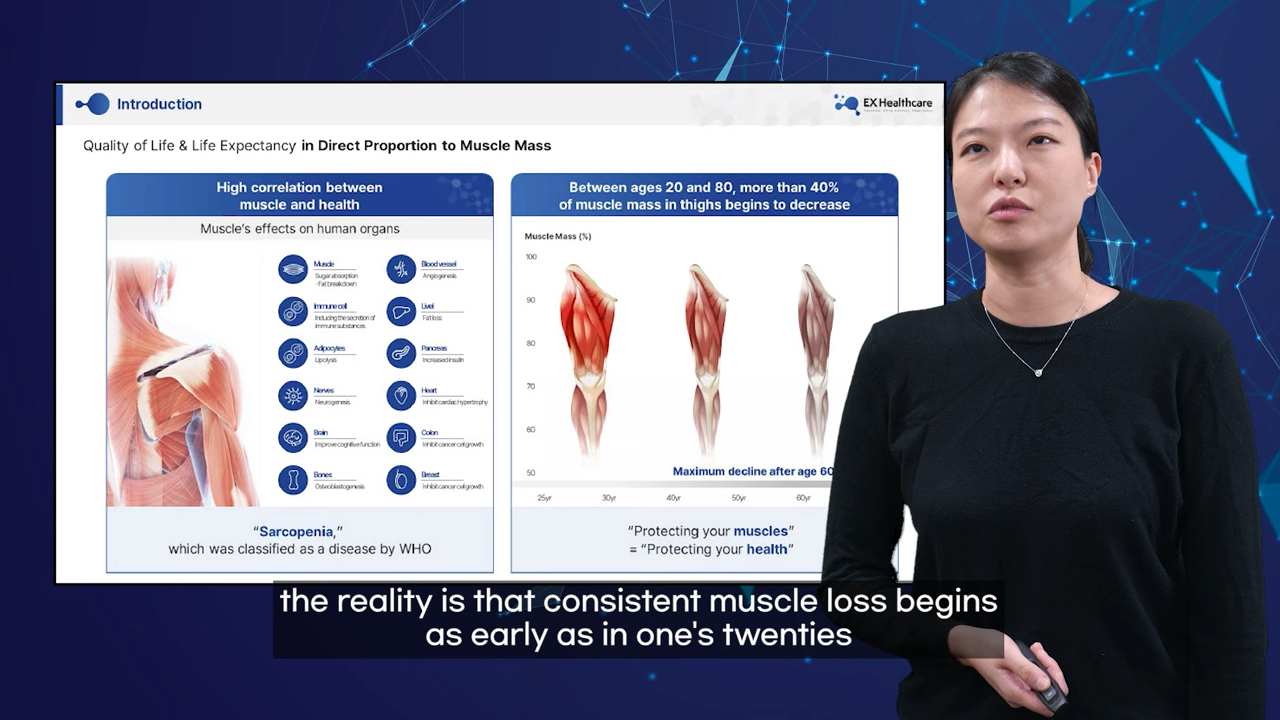 Introduction
EX Healthcare
Quality of Life & Life Expectancy in Direct Proportion to Muscle Mass
High correlation between
muscle and health
Muscle's effects on human organs
Muscle
Sugar absorption
- Fat breakdown
Blood vessel
Angiogenesis
Immune cell
Inducing the secretion of
immune substances
Liver
Fat loss
Adipocytes
Lipolysis
Pancreas
Increased insulin
Nerves
Neurogenesis
Heart
Inhibit cardiac hypertrophy
Brain
Improve cognitive function
Colon
Inhibit cancer cell growth
Bones
Osteoblastogenesis
Breast
Inhibit cancer cell growth
"Sarcopenia,"
which was classified as a disease by WHO
Between ages 20 and 80, more than 40%
of muscle mass in thighs begins to decrease
Muscle Mass (%)
100
90
80
70
60
50
Maximum decline after age 60
25yr 30yr 40yr 50yr 60yr
"Protecting your muscles"
= "Protecting your health"
the reality is that consistent muscle loss begins
as early as in one's twenties